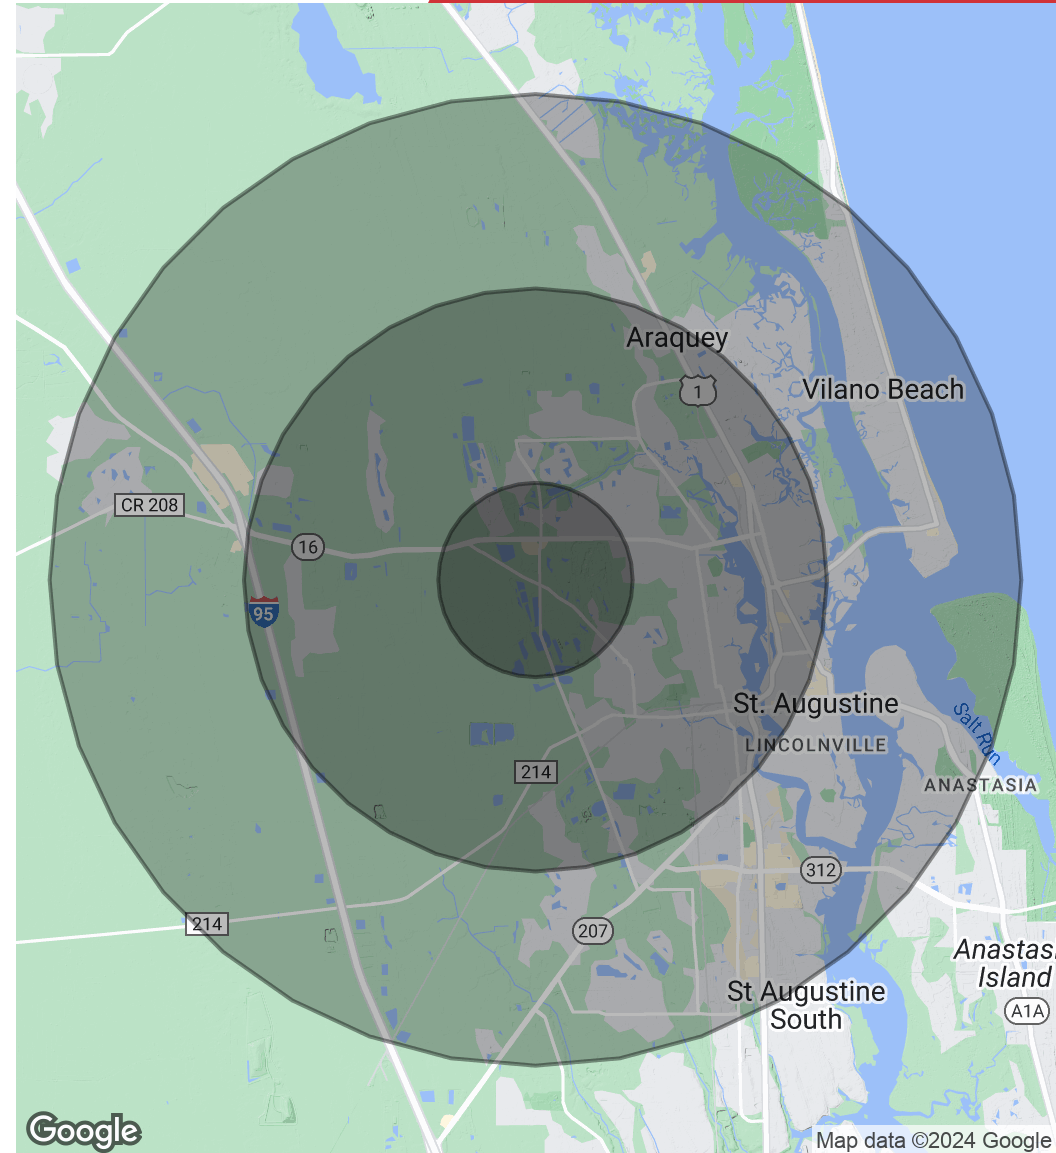 Araquey
1
Vilano Beach
CR 208
16
95
St. Augustine
Salt Run
LINCOLNVILLE
214
ANASTASIA
312
214
207
Anastasi
Island
St Augustine
South
A1A
Google
Map data ©2024 Google